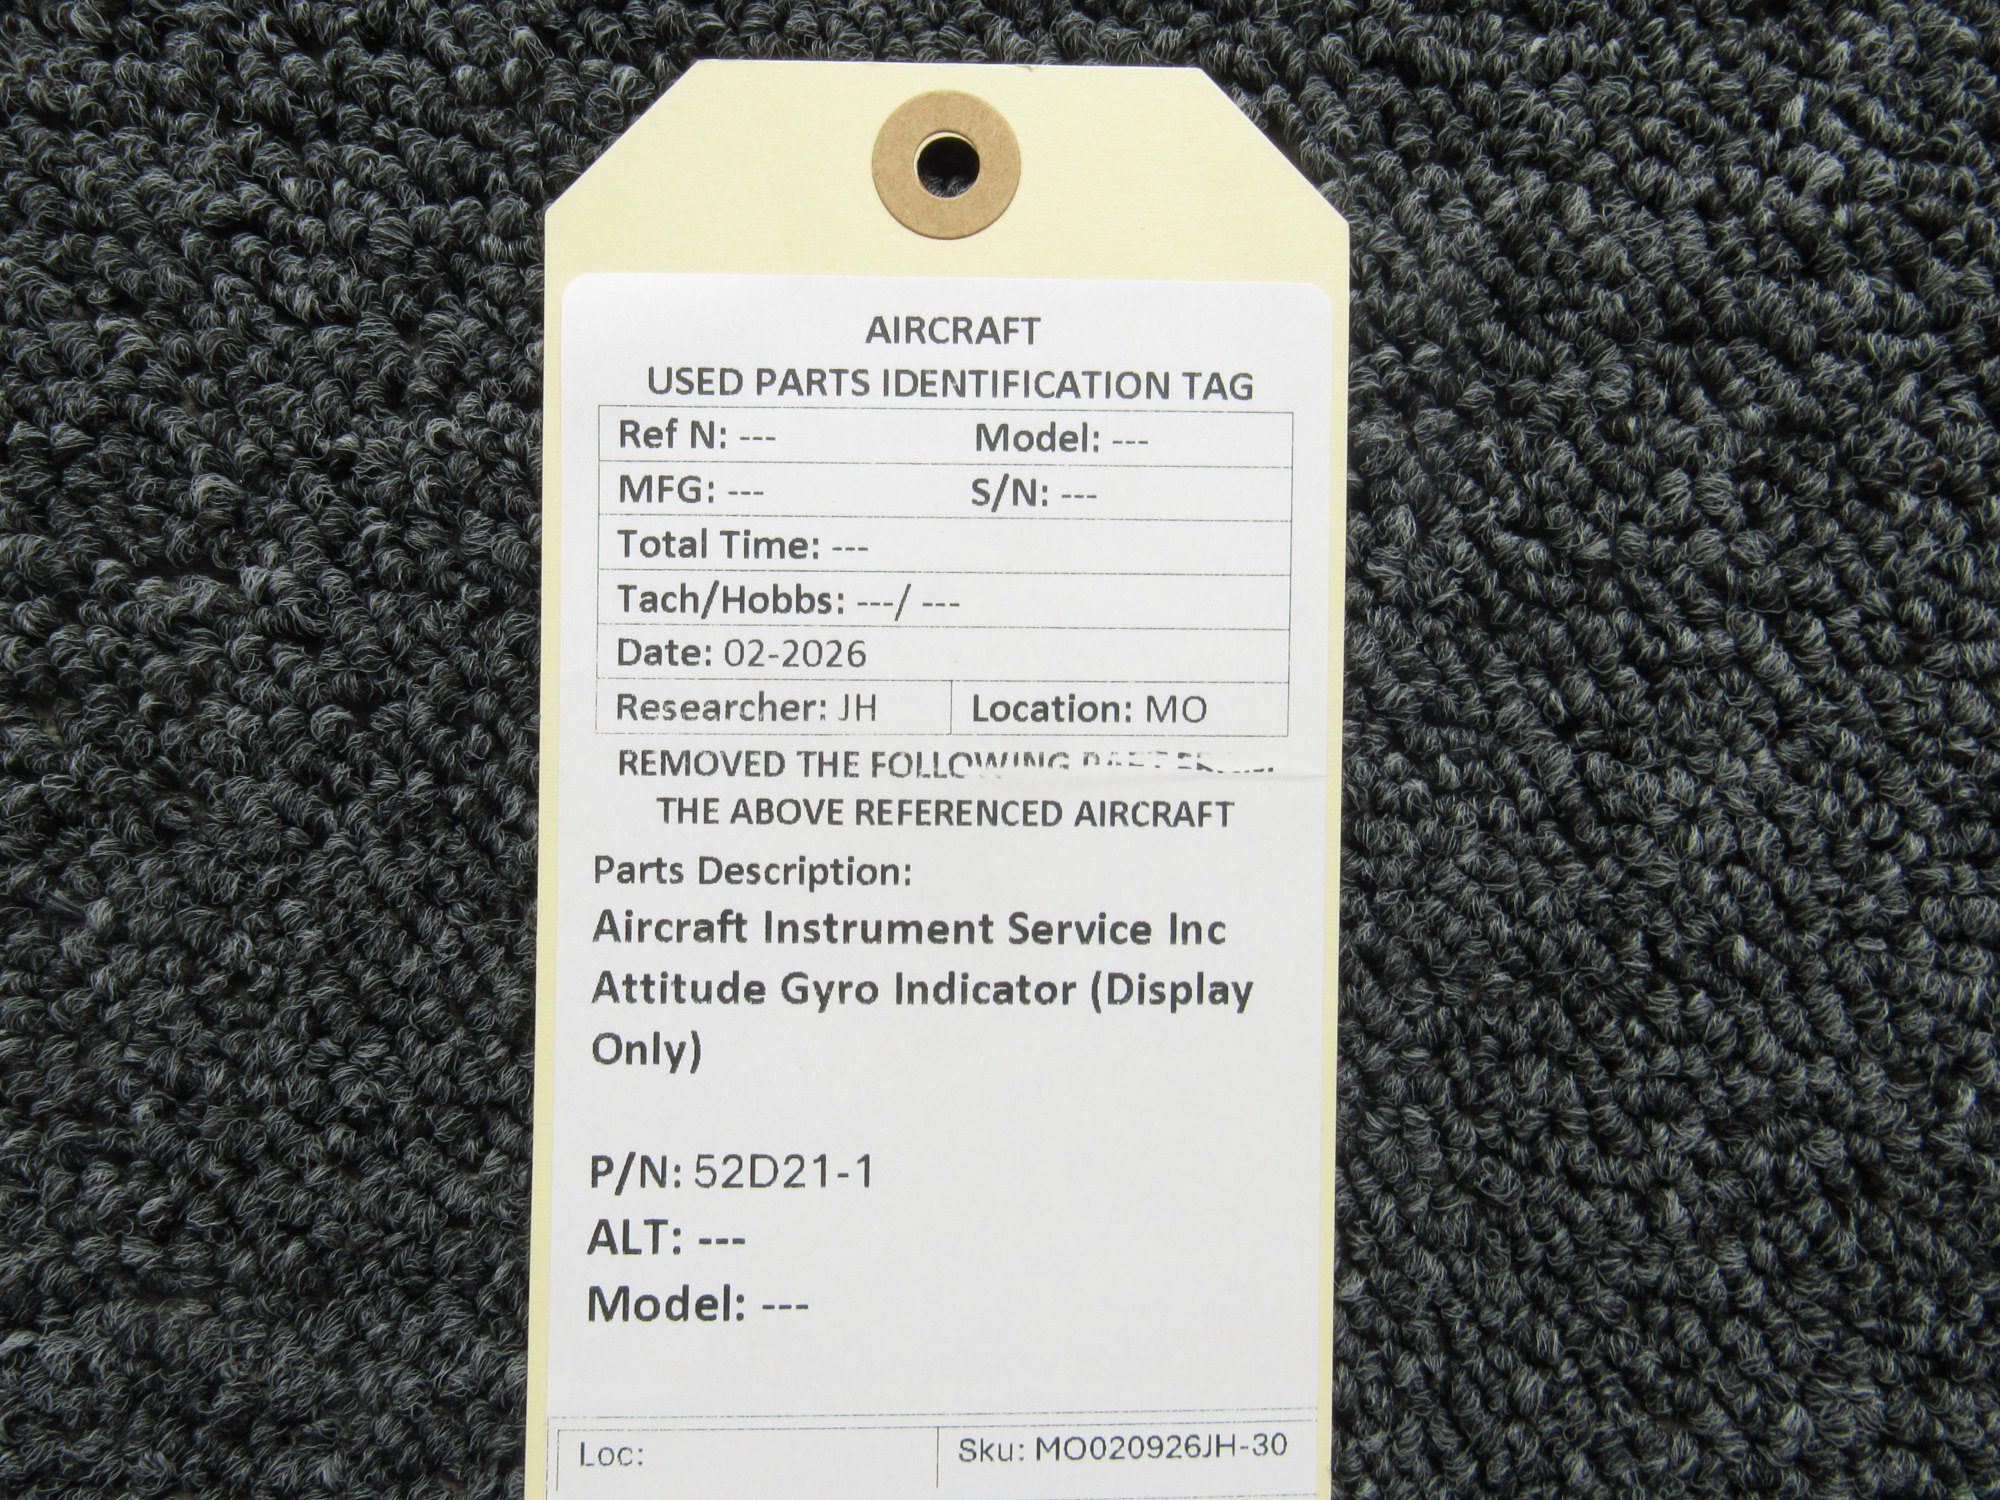 AIRCRAFT
USED PARTS IDENTIFICATION TAG
Ref N: --- Model: ---
MFG: --- S/N: ---
Total Time: ---
Tach/Hobbs: ---/ ---
Date: 02-2026
Researcher: JH Location: MO
REMOVED THE FOLLOWING
THE ABOVE REFERENCED AIRCRAFT
Parts Description:
Aircraft Instrument Service Inc
Attitude Gyro Indicator (Display
Only)
P/N: 52D21-1
ALT: ---
Model: ---
Loc: Sku: MO020926JH-30